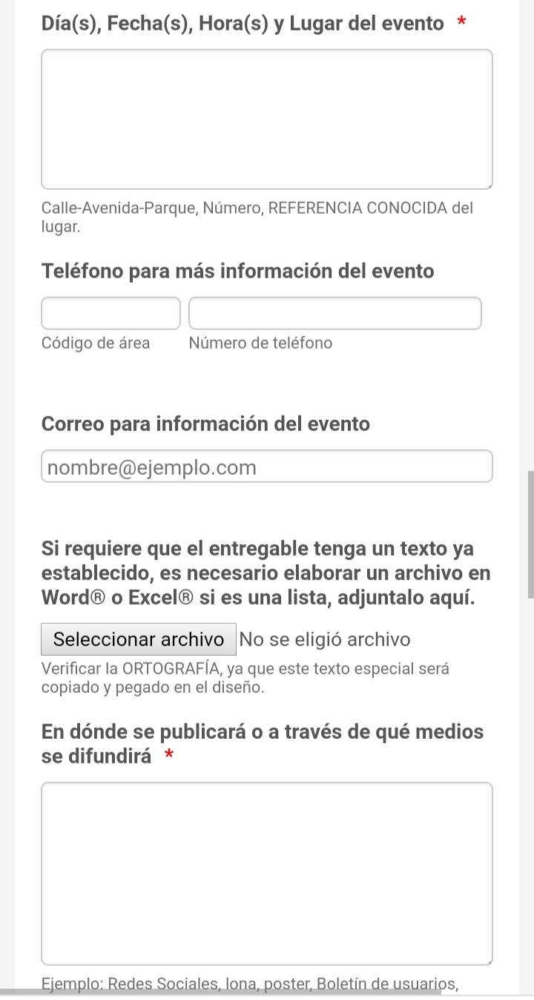 Día(s), Fecha(s), Hora(s) y Lugar del evento *
Calle-Avenida-Parque, Número, REFERENCIA CONOCIDA del
lugar.
Teléfono para más información del evento
Código de área Número de teléfono
Correo para información del evento
nombre@ejemplo.com
Si requiere que el entregable tenga un texto ya
establecido, es necesario elaborar un archivo en
Word® o Excel® si es una lista, adjuntalo aquí.
Seleccionar archivo No se eligió archivo
Verificar la ORTOGRAFÍA, ya que este texto especial será
copiado y pegado en el diseño.
En dónde se publicará o a través de qué medios
se difundirá *
Ejemplo: Redes Sociales, lona, poster, Boletín de usuarios,